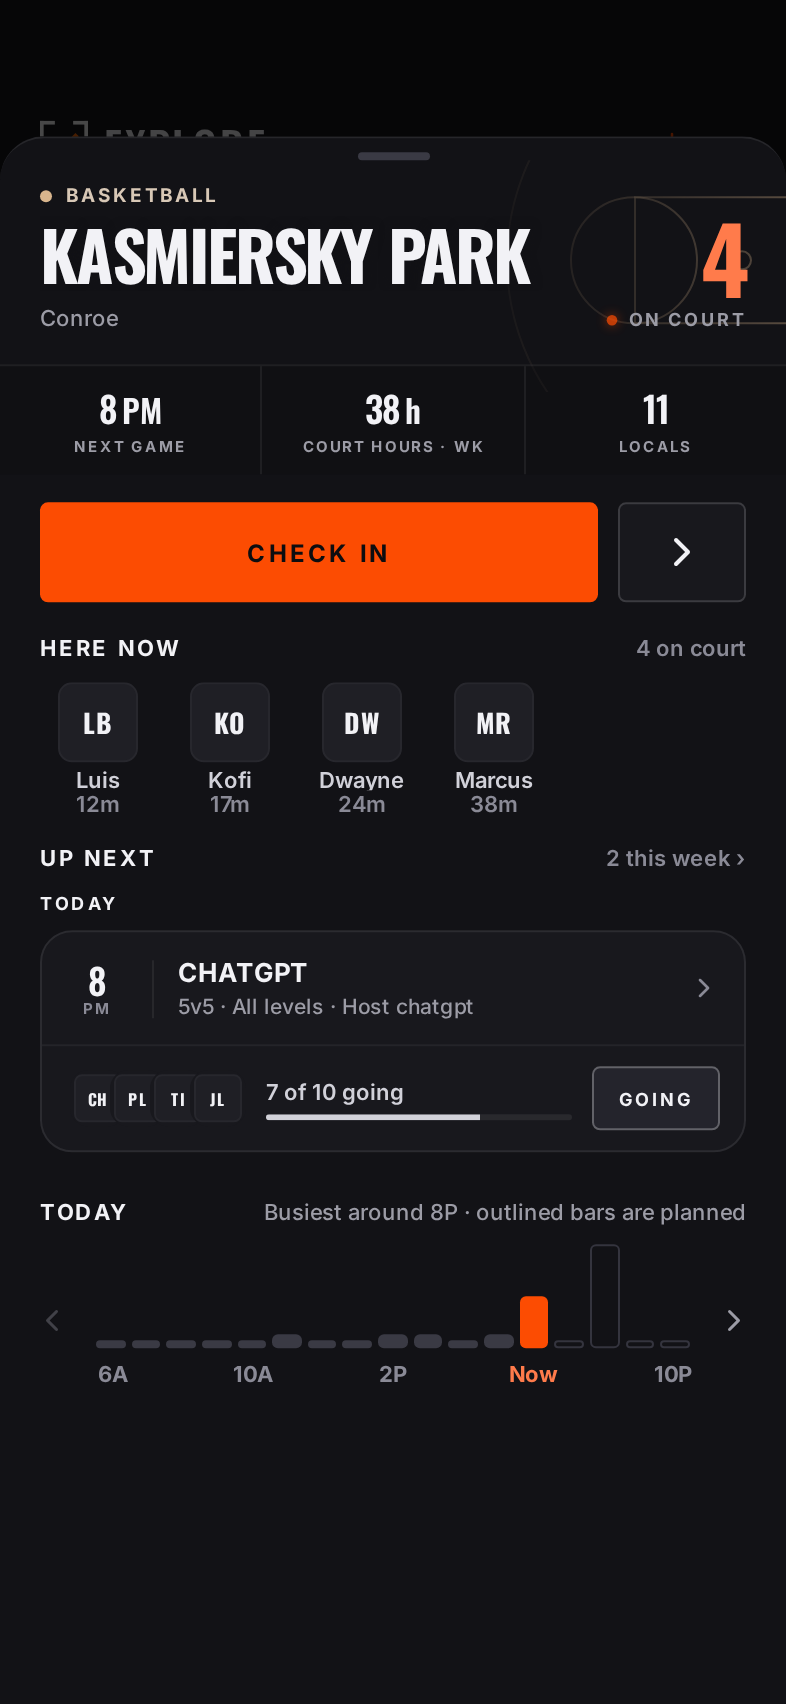 EXPLORE
BASKETBALL
KASMIERSKY PARK
4
Conroe
ON COURT
8 PM
38 h
11
NEXT GAME
COURT HOURS · WK
LOCALS
CHECK IN
HERE NOW
4 on court
LB
KO
DW
MR
Luis
Kofi
Dwayne
Marcus
12m
17m
24m
38m
UP NEXT
2 this week ›
TODAY
8
PM
CHATGPT
5v5 · All levels · Host chatgpt
CH
PL
TI
JL
7 of 10 going
GOING
TODAY
Busiest around 8P · outlined bars are planned
6A
10A
2P
Now
10P